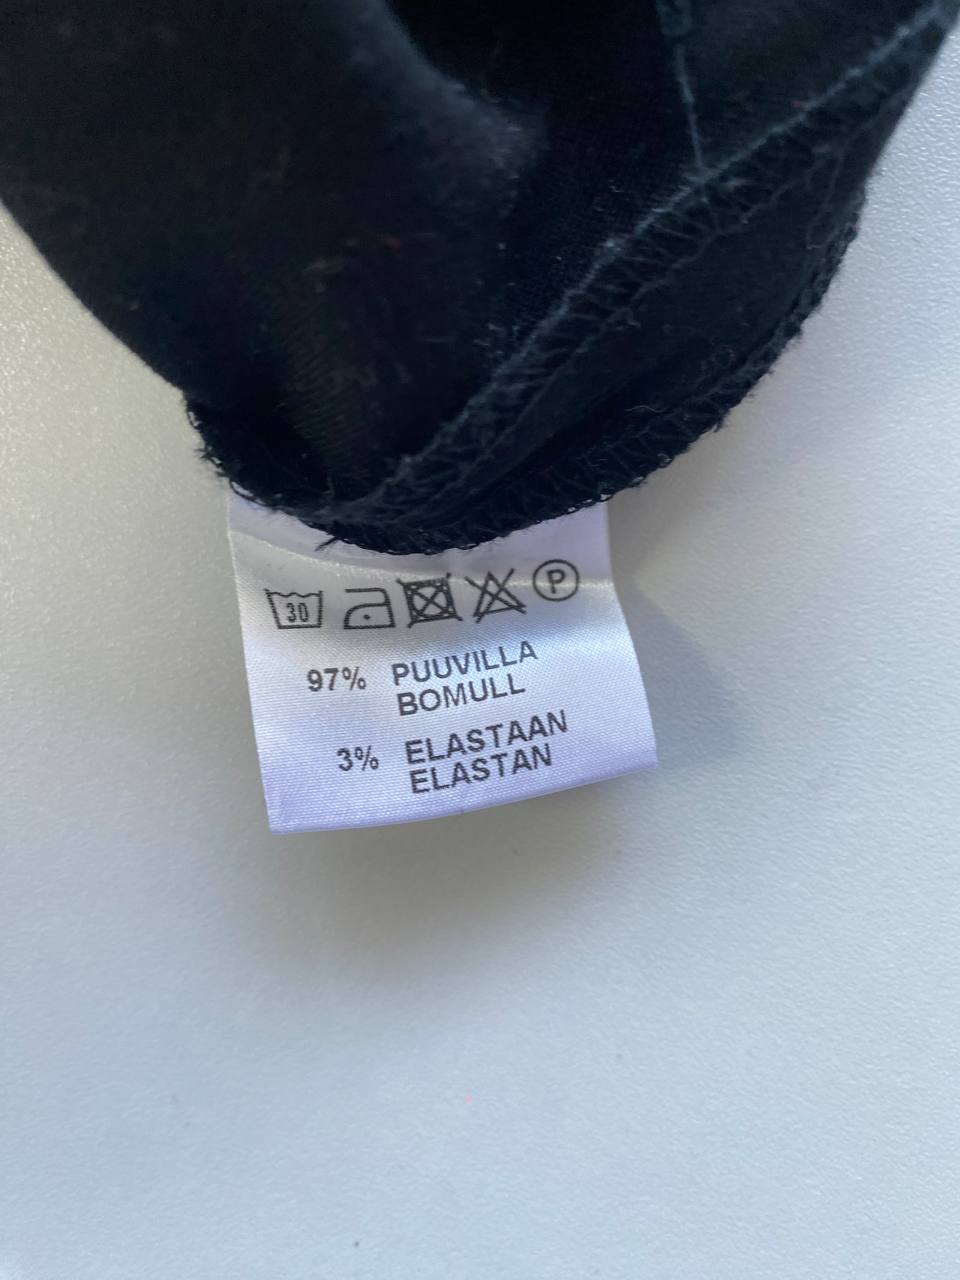 30 P
97% PUUVILLA
BOMULL
3% ELASTAAN
ELASTAN